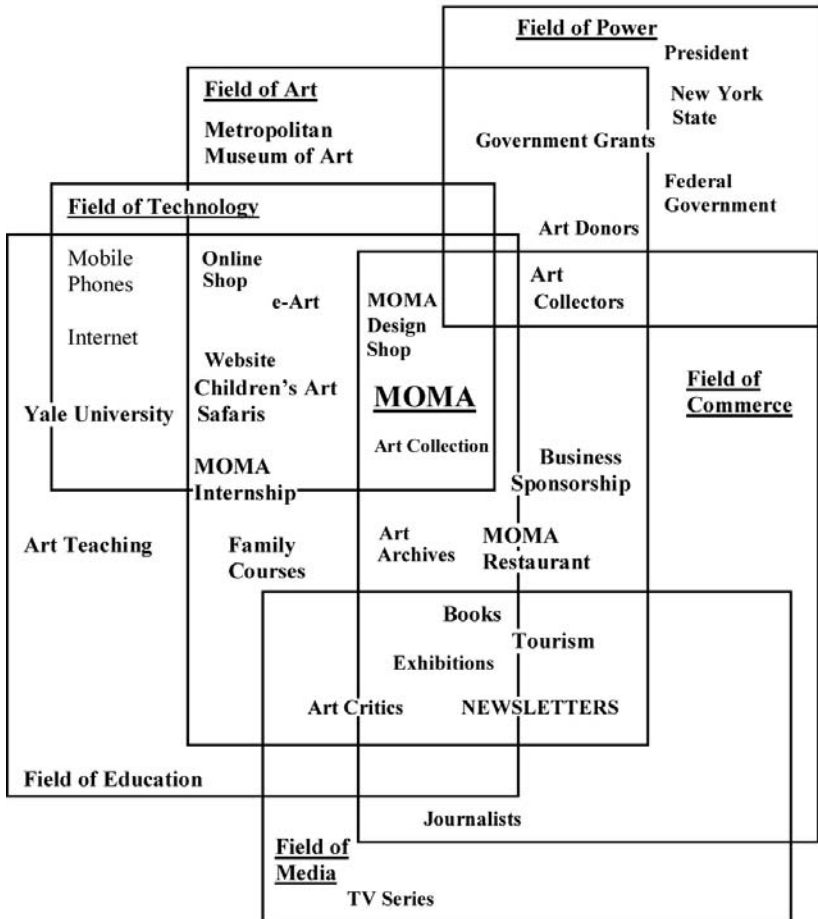 Field of Power
President
Field of Art
New York
State
Metropolitan
Museum of Art
Government Grants
Federal
Government
Field of Technology
Art Donors
Mobile
Phones
Online
Shop
e-Art
MOMA
Design
Shop
Art
Collectors
Internet
Website
Children's Art
Safaris
MOMA
Field of
Commerce
Yale University
Art Collection
MOMA
Internship
Business
Sponsorship
Art Teaching
Family
Courses
Art
Archives
MOMA
Restaurant
Books
Tourism
Exhibitions
Art Critics
NEWSLETTERS
Field of Education
Journalists
Field of
Media
TV Series